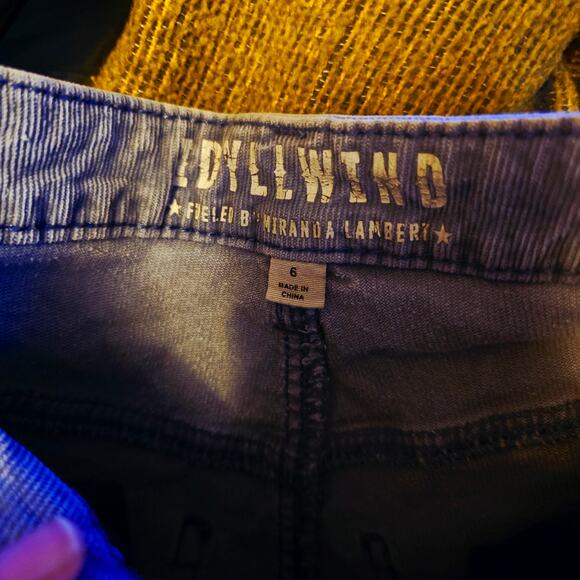 IDYLLWIND
★ FUELED BY MIRANDA LAMBERT ★
6
MADE IN
CHINA